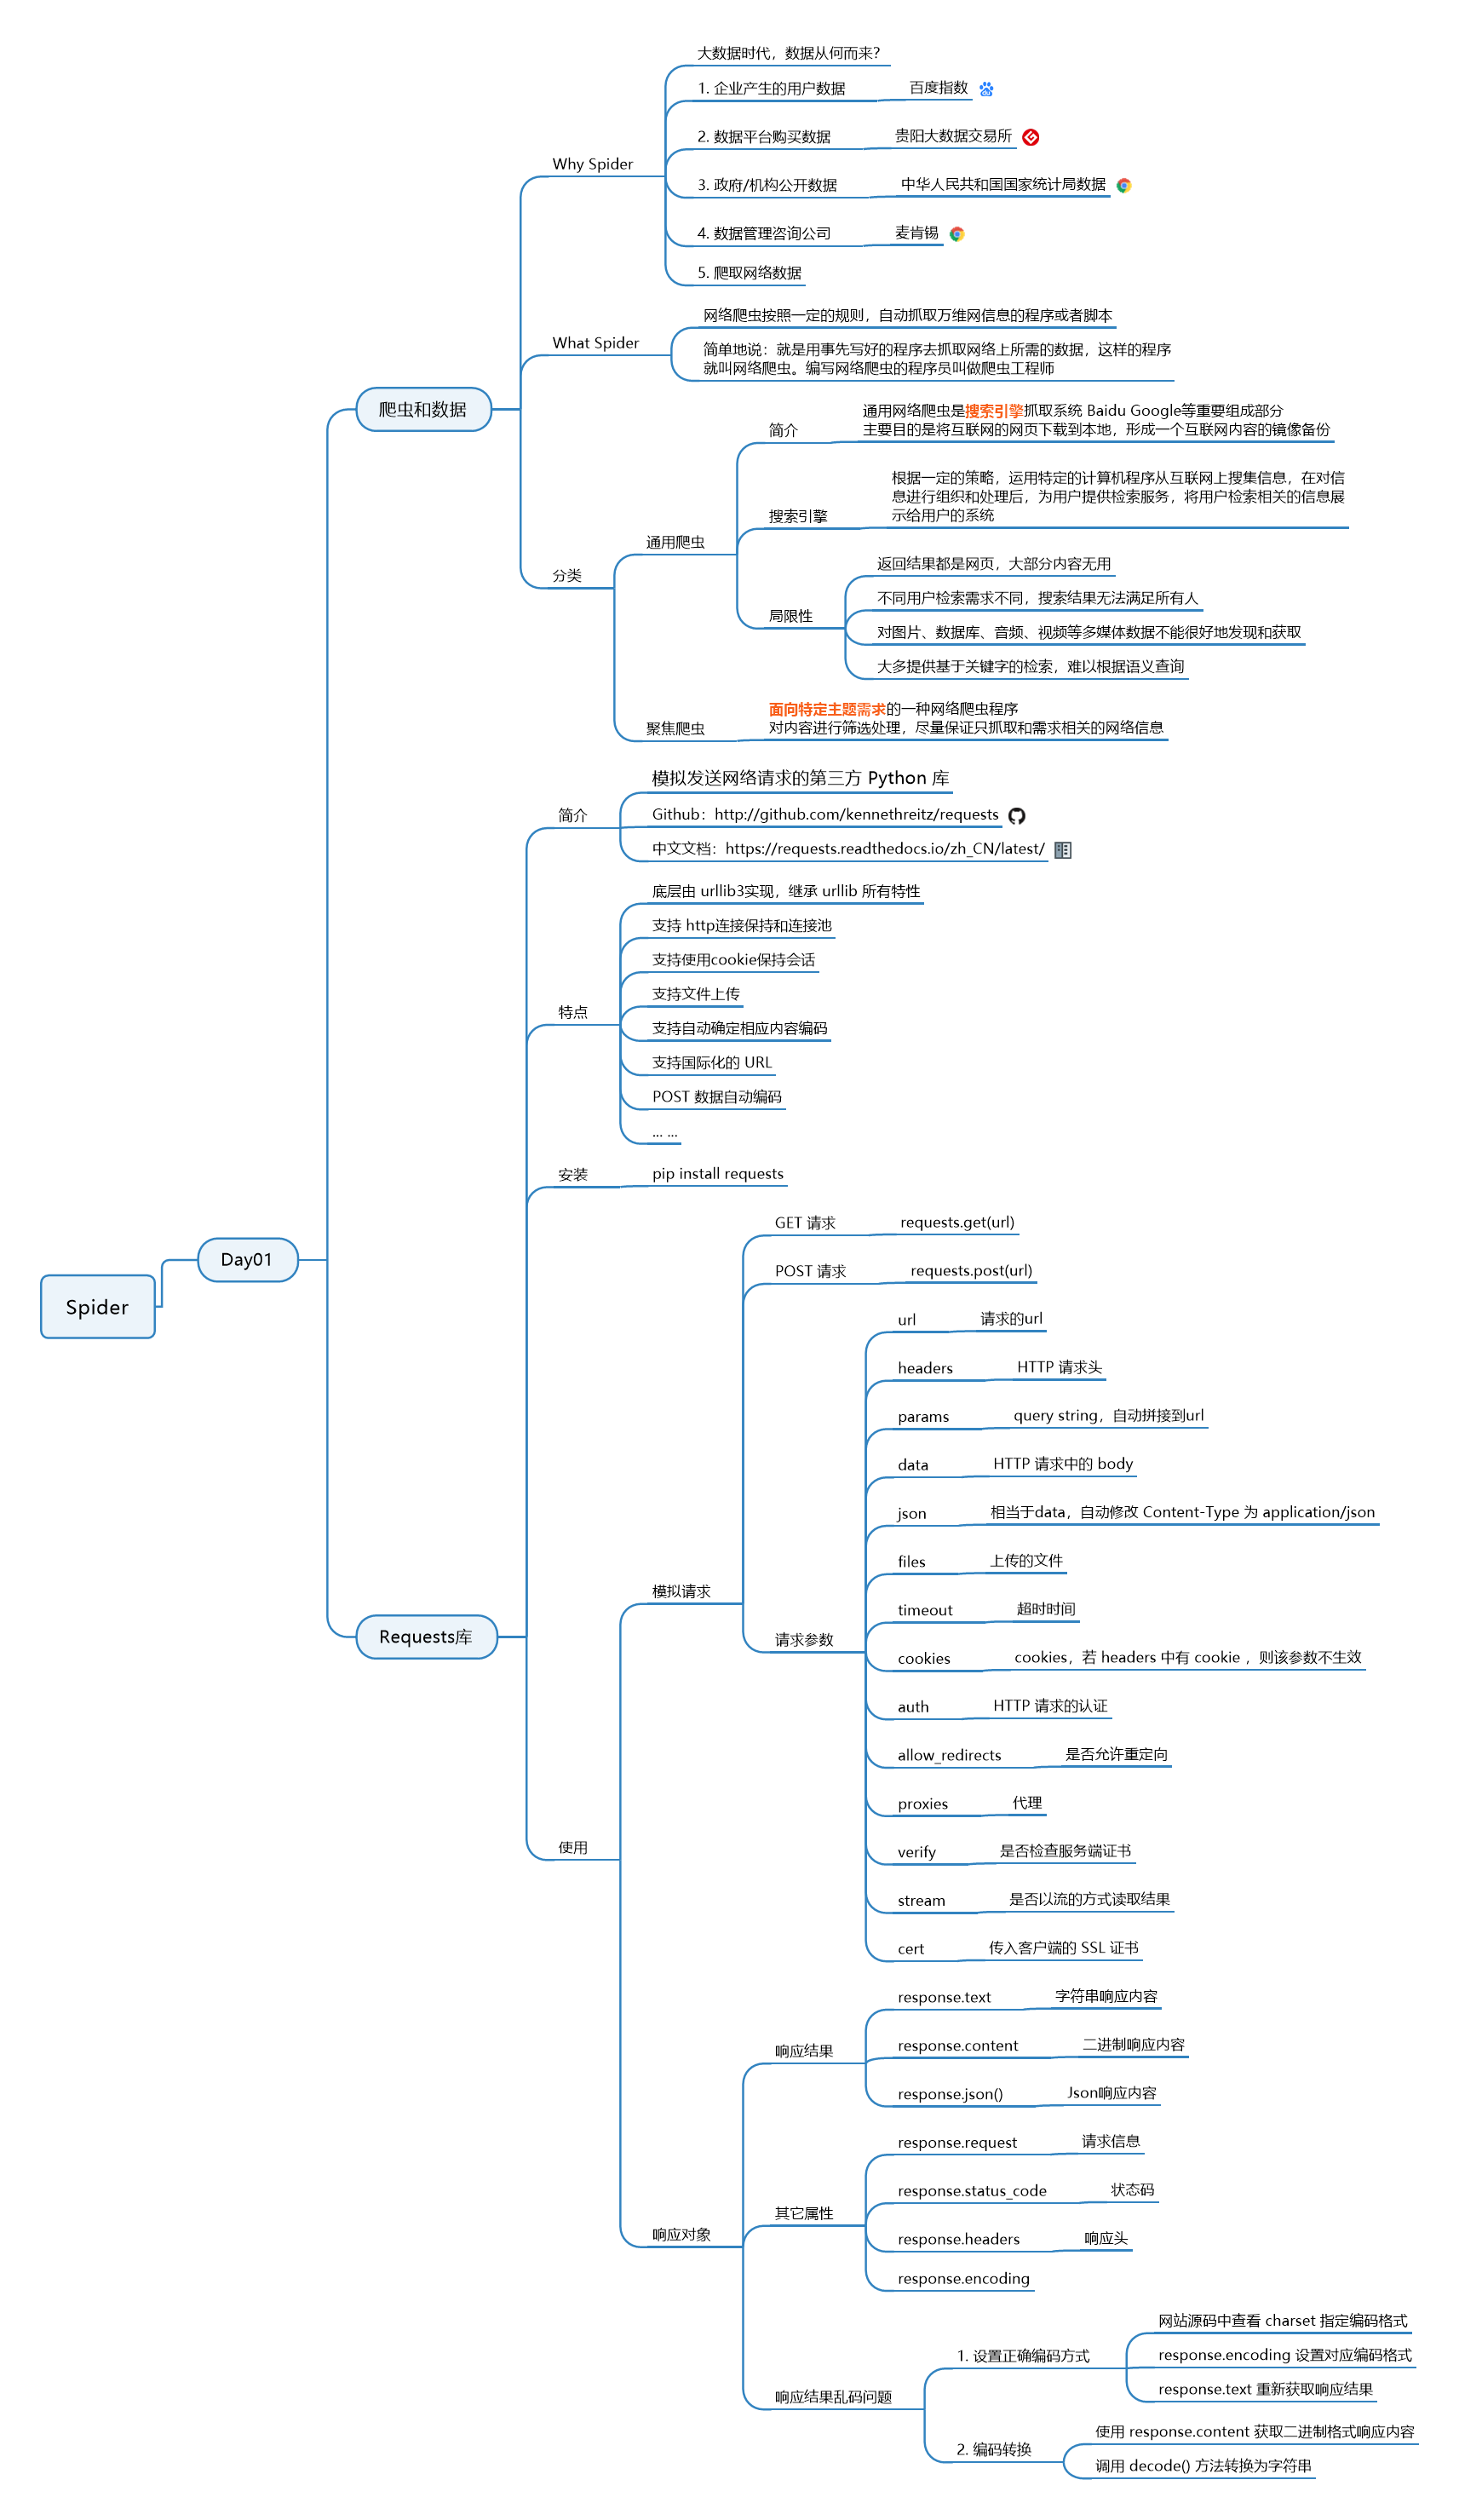 Spider
Day01
爬虫和数据
Why Spider
大数据时代，数据从何而来？
1. 企业产生的用户数据
百度指数
2. 数据平台购买数据
贵阳大数据交易所
3. 政府/机构公开数据
中华人民共和国国家统计局数据
4. 数据管理咨询公司
麦肯锡
5. 爬取网络数据
What Spider
网络爬虫按照一定的规则，自动抓取万维网信息的程序或者脚本
简单地说：就是用事先写好的程序去抓取网络上所需的数据，这样的程序
就叫网络爬虫。编写网络爬虫的程序员叫做爬虫工程师
分类
通用爬虫
简介
通用网络爬虫是搜索引擎抓取系统 Baidu Google等重要组成部分
主要目的是将互联网的网页下载到本地，形成一个互联网内容的镜像备份
搜索引擎
根据一定的策略，运用特定的计算机程序从互联网上搜集信息，在对信
息进行组织和处理后，为用户提供检索服务，将用户检索相关的信息展
示给用户的系统
局限性
返回结果都是网页，大部分内容无用
不同用户检索需求不同，搜索结果无法满足所有人
对图片、数据库、音频、视频等多媒体数据不能很好地发现和获取
大多提供基于关键字的检索，难以根据语义查询
聚焦爬虫
面向特定主题需求的一种网络爬虫程序
对内容进行筛选处理，尽量保证只抓取和需求相关的网络信息
Requests库
简介
模拟发送网络请求的第三方 Python 库
Github：http://github.com/kennethreitz/requests
中文文档：https://requests.readthedocs.io/zh_CN/latest/
特点
底层由 urllib3实现，继承 urllib 所有特性
支持 http连接保持和连接池
支持使用cookie保持会话
支持文件上传
支持自动确定相应内容编码
支持国际化的 URL
POST 数据自动编码
... ...
安装
pip install requests
使用
模拟请求
GET 请求
requests.get(url)
POST 请求
requests.post(url)
请求参数
url
请求的url
headers
HTTP 请求头
params
query string，自动拼接到url
data
HTTP 请求中的 body
json
相当于data，自动修改 Content-Type 为 application/json
files
上传的文件
timeout
超时时间
cookies
cookies，若 headers 中有 cookie ，则该参数不生效
auth
HTTP 请求的认证
allow_redirects
是否允许重定向
proxies
代理
verify
是否检查服务端证书
stream
是否以流的方式读取结果
cert
传入客户端的 SSL 证书
响应对象
响应结果
response.text
字符串响应内容
response.content
二进制响应内容
response.json()
Json响应内容
其它属性
response.request
请求信息
response.status_code
状态码
response.headers
响应头
response.encoding
响应结果乱码问题
1. 设置正确编码方式
网站源码中查看 charset 指定编码格式
response.encoding 设置对应编码格式
response.text 重新获取响应结果
2. 编码转换
使用 response.content 获取二进制格式响应内容
调用 decode() 方法转换为字符串